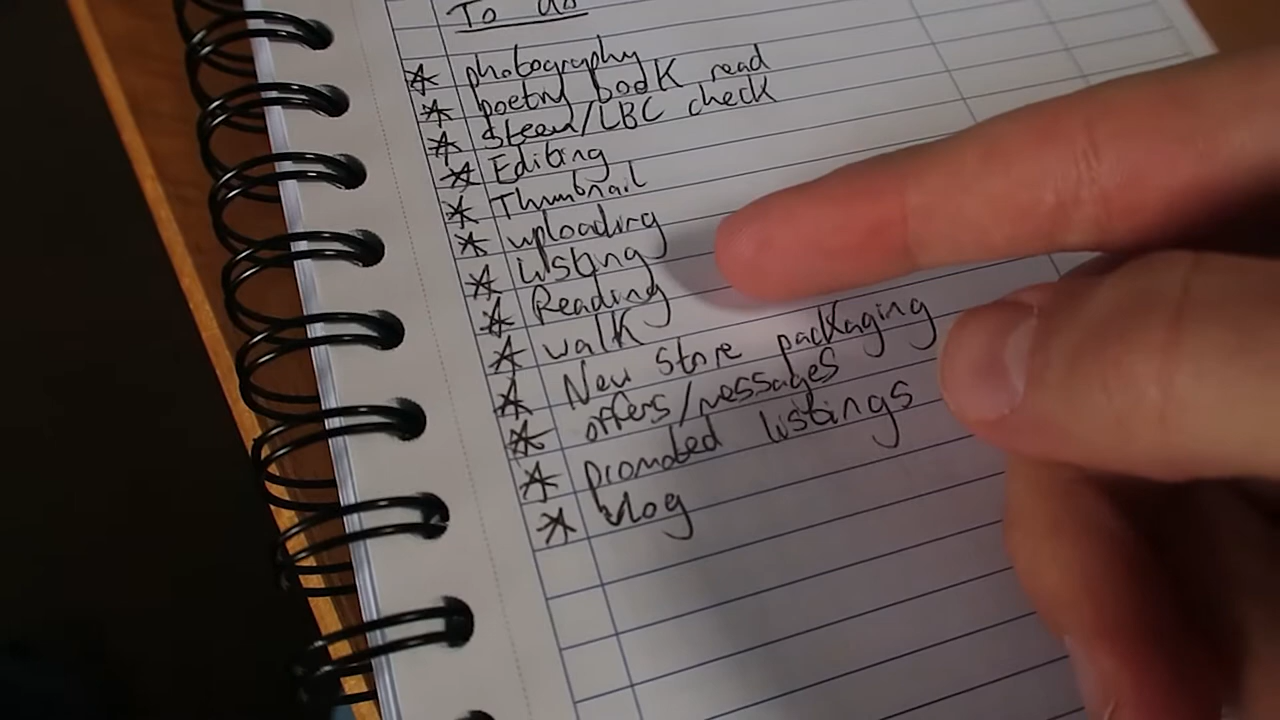 To do
* photography
* poetry book read
* Steem/LBC check
* Editing
* Thumbnail
* uploading
* listing
* Reading
* walk
* New store packaging
* offers/messages
* promoted listings
* Vlog